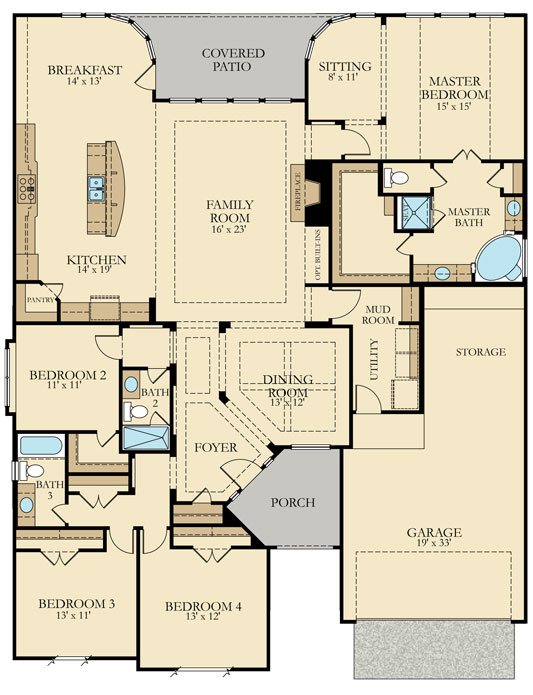 COVERED
PATIO
BREAKFAST
14' x 13'
SITTING
8' x 11'
MASTER
BEDROOM
15' x 15'
FAMILY
ROOM
16' x 23'
FIREPLACE
SEAT
MASTER
BATH
OPT. BUILT-INS
KITCHEN
14' x 19'
PANTRY
MUD
ROOM
UTILITY
STORAGE
BEDROOM 2
11' x 11'
BATH
2
DINING
ROOM
13' x 12'
FOYER
BATH
3
PORCH
GARAGE
19' x 33'
BEDROOM 3
13' x 11'
BEDROOM 4
13' x 12'